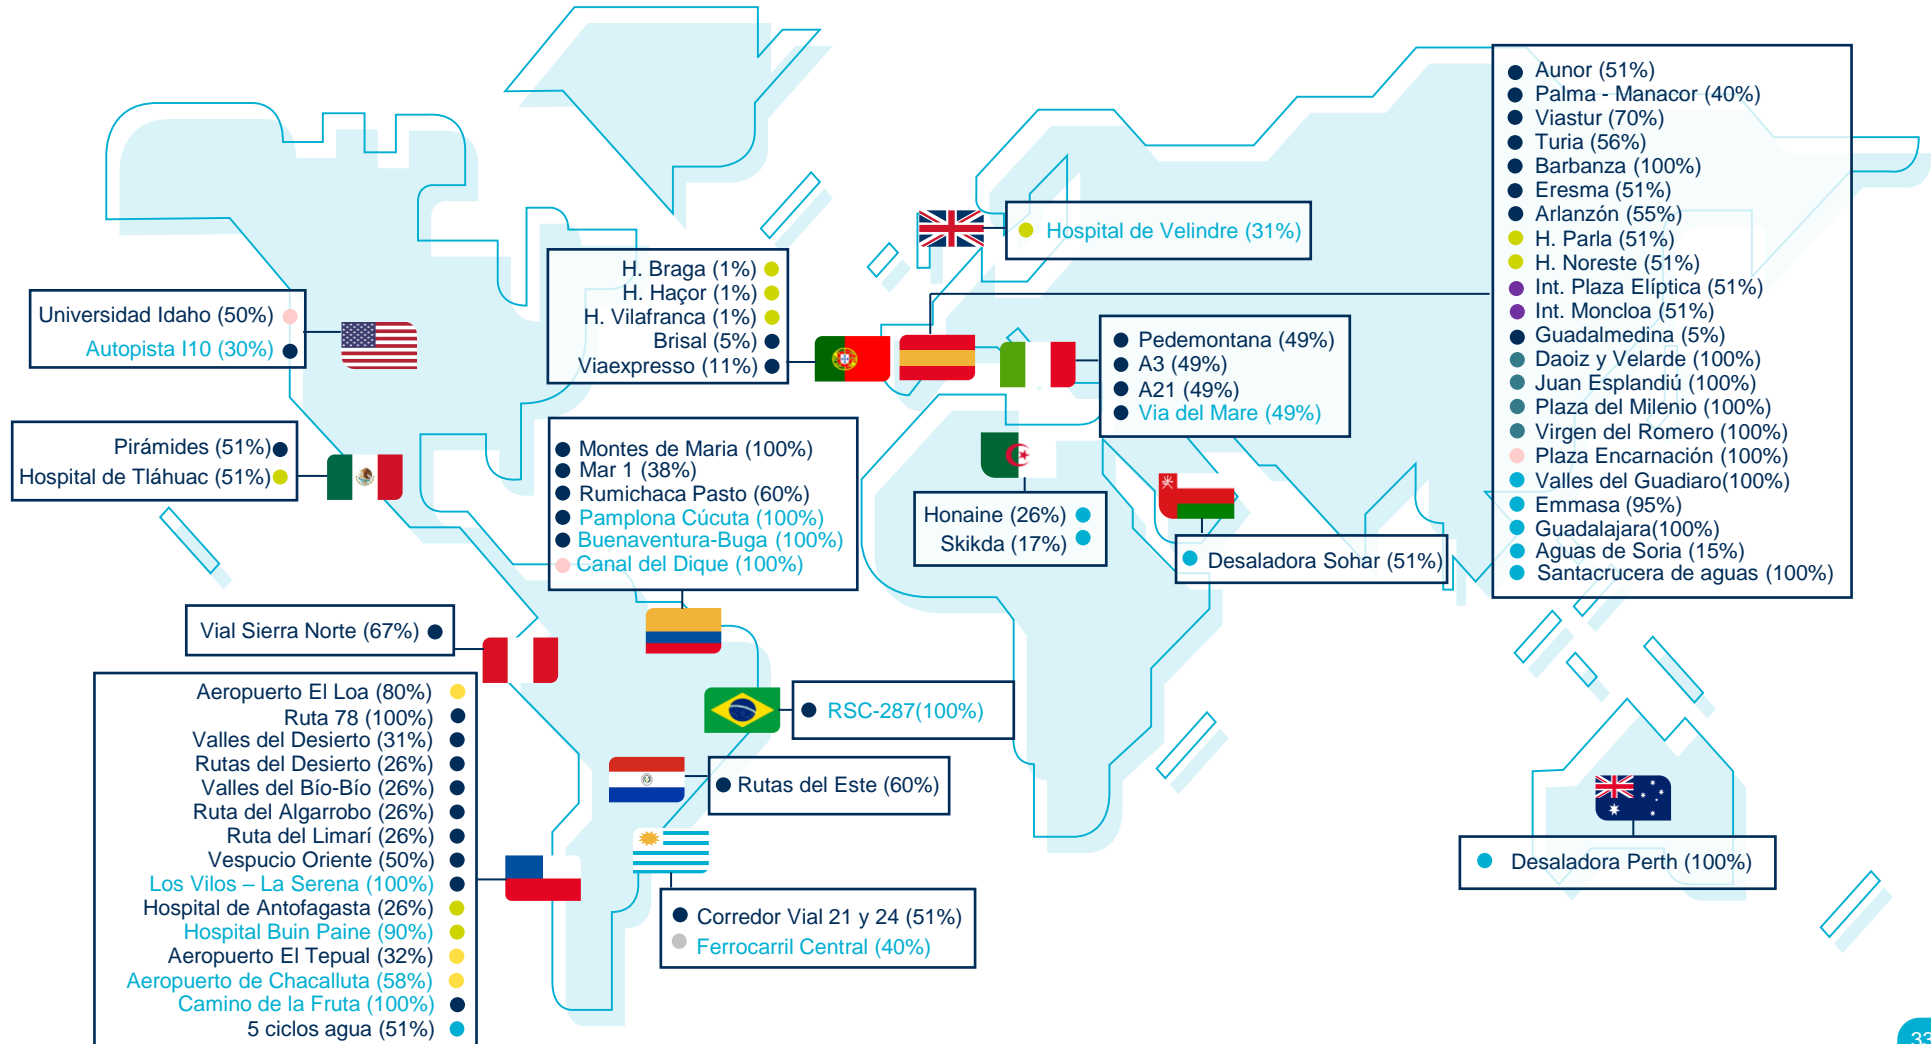 Aunor (51%)
Palma - Manacor (40%)
Viastur (70%)
Turia (56%)
Barbanza (100%)
Eresma (51%)
Arlanzón (55%)
H. Parla (51%)
H. Noreste (51%)
Int. Plaza Elíptica (51%)
Int. Moncloa (51%)
Guadalmedina (5%)
Daoiz y Velarde (100%)
Juan Esplandiú (100%)
Plaza del Milenio (100%)
Virgen del Romero (100%)
Plaza Encarnación (100%)
Valles del Guadiaro(100%)
Emmasa (95%)
Guadalajara(100%)
Aguas de Soria (15%)
Santacrucera de aguas (100%)
Hospital de Velindre (31%)
H. Braga (1%)
H. Haçor (1%)
H. Vilafranca (1%)
Brisal (5%)
Viaexpresso (11%)
Universidad Idaho (50%)
Autopista I10 (30%)
Pedemontana (49%)
A3 (49%)
A21 (49%)
Via del Mare (49%)
Pirámides (51%)
Hospital de Tláhuac (51%)
Montes de Maria (100%)
Mar 1 (38%)
Rumichaca Pasto (60%)
Pamplona Cúcuta (100%)
Buenaventura-Buga (100%)
Canal del Dique (100%)
Honaine (26%)
Skikda (17%)
Desaladora Sohar (51%)
Vial Sierra Norte (67%)
Aeropuerto El Loa (80%)
Ruta 78 (100%)
Valles del Desierto (31%)
Rutas del Desierto (26%)
Valles del Bío-Bío (26%)
Ruta del Algarrobo (26%)
Ruta del Limarí (26%)
Vespucio Oriente (50%)
Los Vilos – La Serena (100%)
Hospital de Antofagasta (26%)
Hospital Buin Paine (90%)
Aeropuerto El Tepual (32%)
Aeropuerto de Chacalluta (58%)
Camino de la Fruta (100%)
5 ciclos agua (51%)
RSC-287(100%)
Rutas del Este (60%)
Corredor Vial 21 y 24 (51%)
Ferrocarril Central (40%)
Desaladora Perth (100%)
33